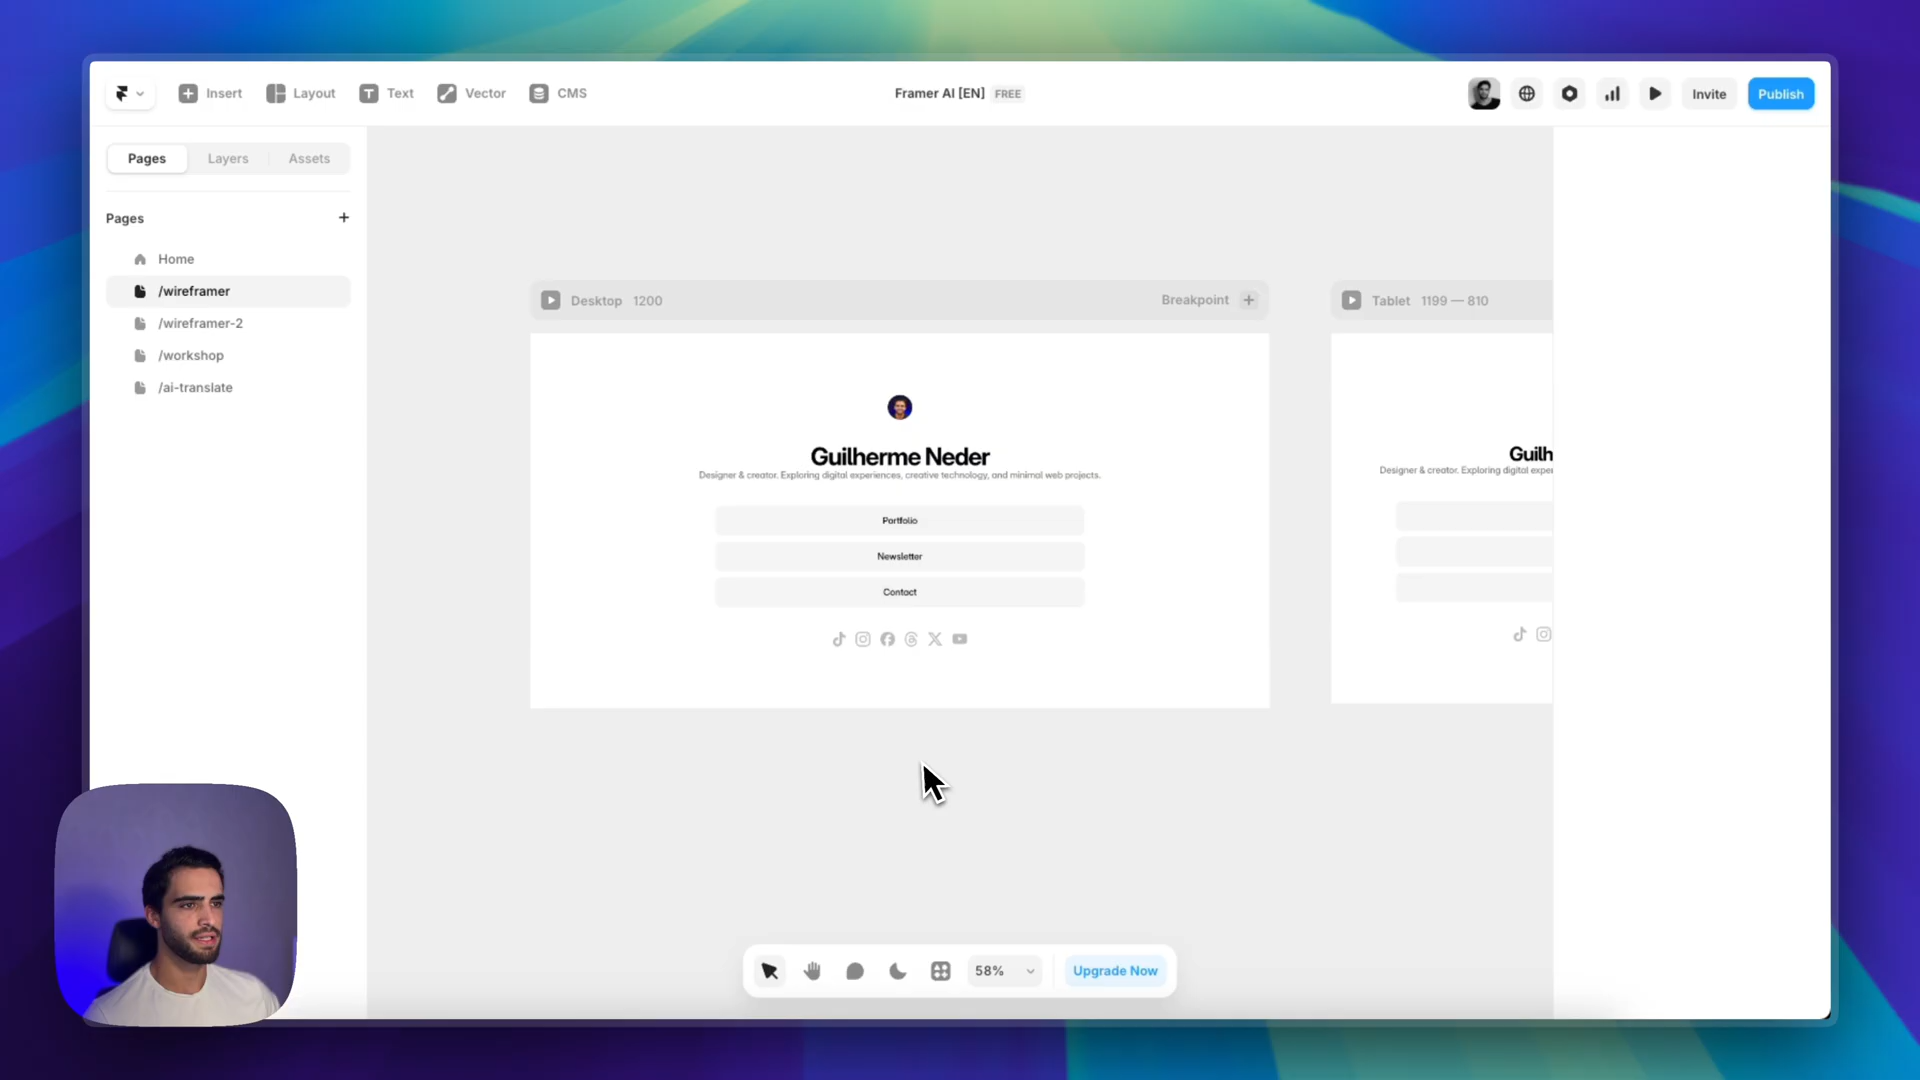 Insert
Layout
Text
Vector
CMS
Framer AI [EN] FREE
Invite
Publish
Pages
Layers
Assets
Pages
Home
/wireframer
/wireframer-2
/workshop
/ai-translate
Desktop 1200
Breakpoint
Guilherme Neder
Designer & creator. Exploring digital experiences, creative technology, and minimal web projects.
Portfolio
Newsletter
Contact
Tablet 1199 — 810
Guilh
Designer & creator. Exploring digital exper
58%
Upgrade Now